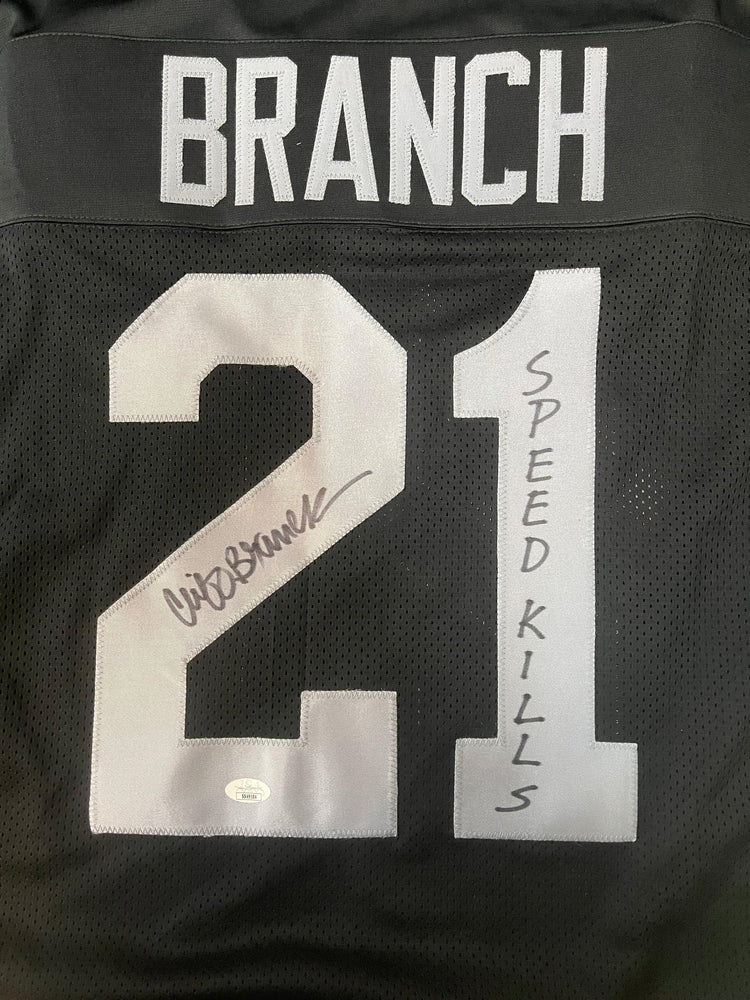 BRANCH
21
Cliff Branch
SPEED KILLS